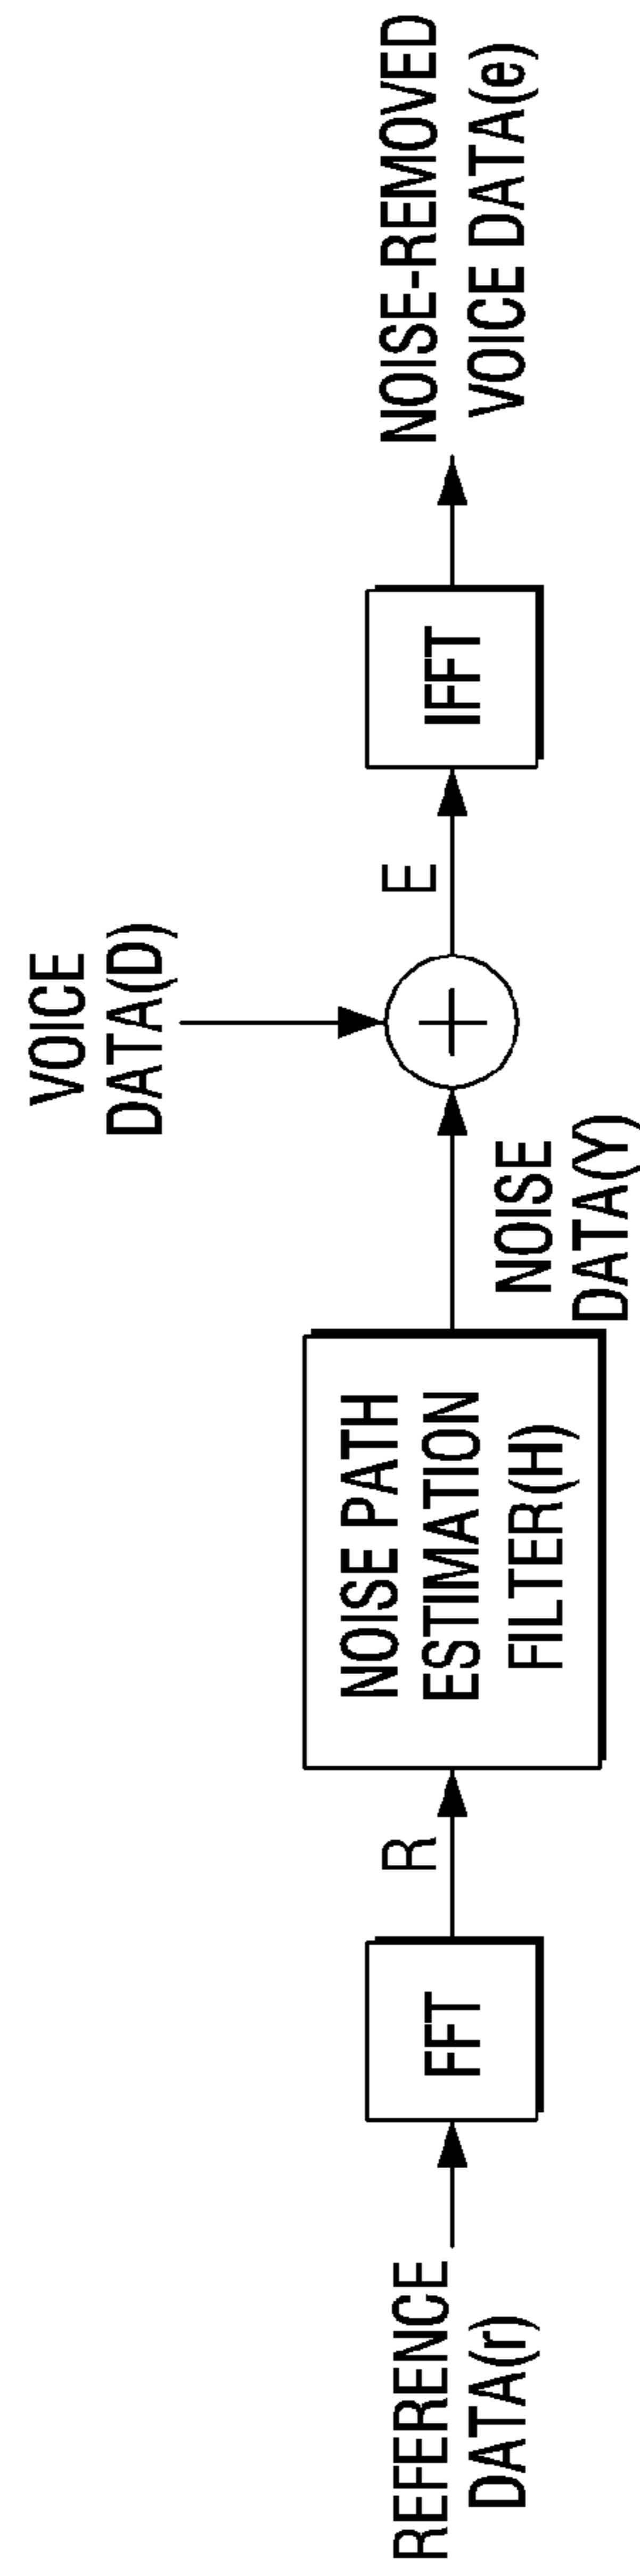 REFERENCE
DATA(r)
FFT
R
NOISE PATH
ESTIMATION
FILTER(H)
NOISE
DATA(Y)
VOICE
DATA(D)
+
E
IFFT
NOISE-REMOVED
VOICE DATA(e)